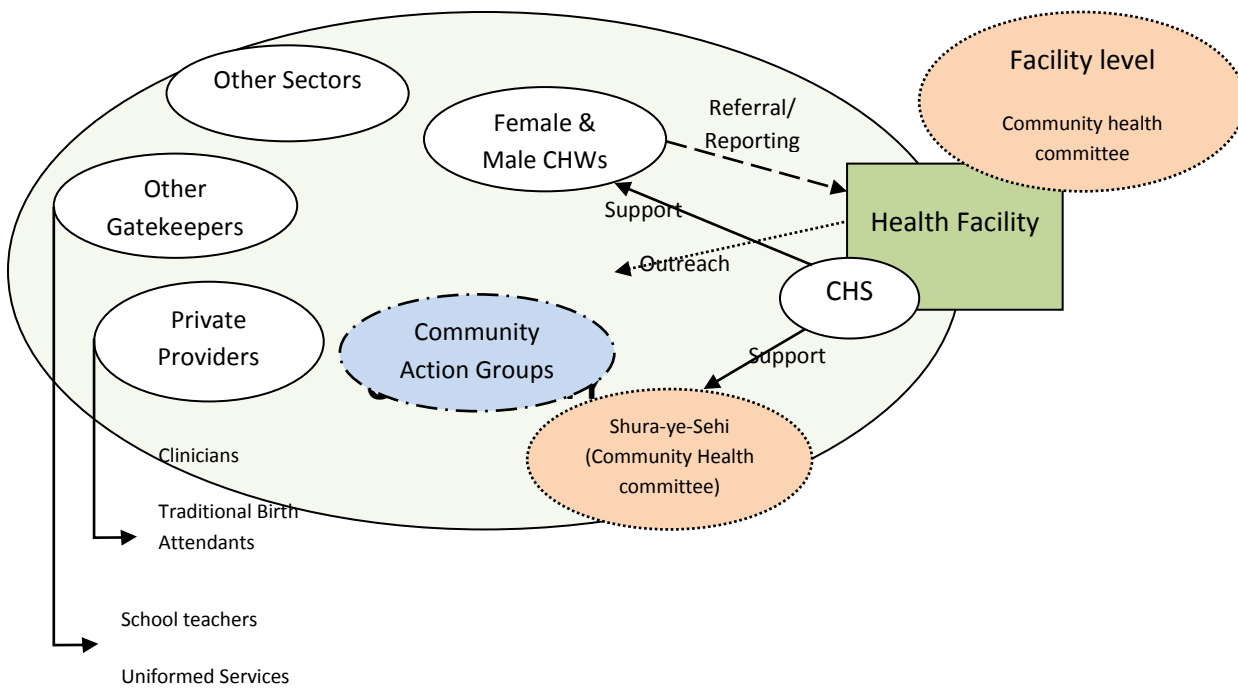 Other Sectors
Female &
Male CHWs
Referral/
Reporting
Facility level
Community health
committee
Other
Gatekeepers
Support
Health Facility
Outreach
CHS
Private
Providers
Community
Action Groups
Support
Shura-ye-Sehi
(Community Health
committee)
Clinicians
Traditional Birth
Attendants
School teachers
Uniformed Services